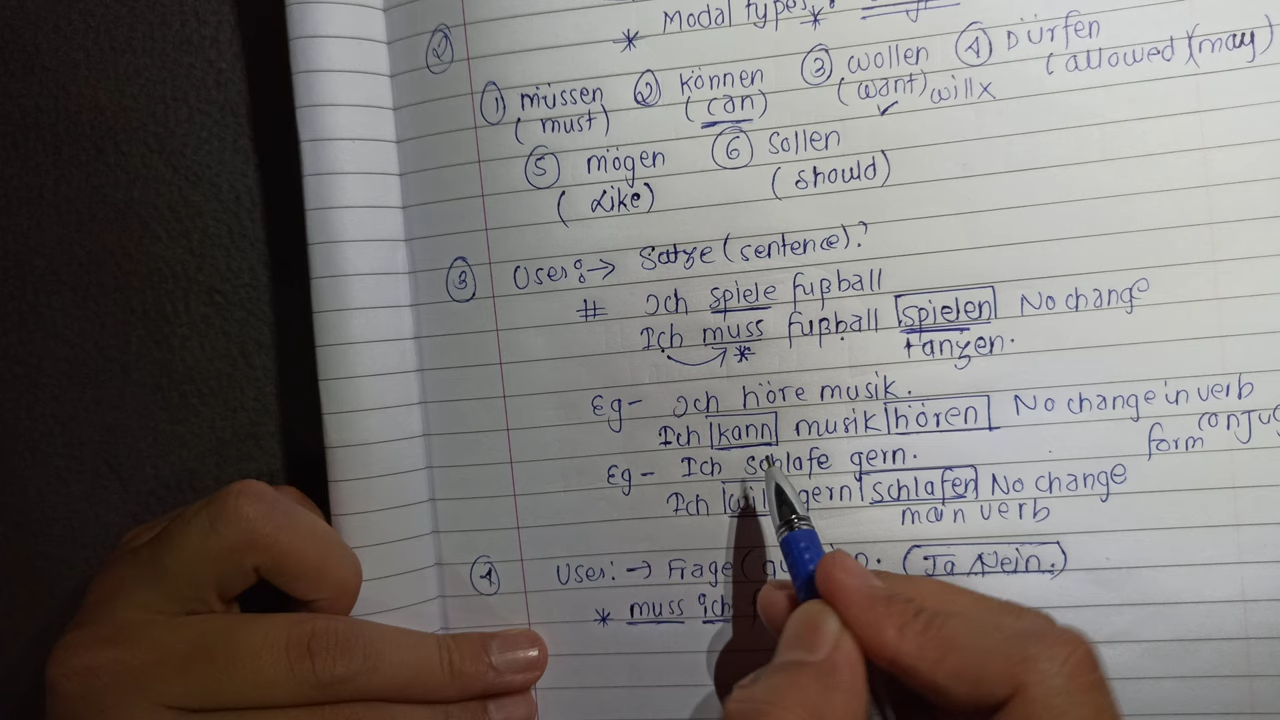 * Modal types *
②
① müssen ② können ③ wollen ④ Dürfen
(must) (can) (want) will x (allowed)(may)
⑤ mögen ⑥ sollen
(Like) (should)
③ Use:→ Sätze (sentence).?
# Ich spiele fußball
Ich muss fußball spielen No change
* tanzen.
Eg- Ich höre musik.
Ich kann musik hören No change in verb
form conjug
Eg- Ich schlafe gern.
Ich will gern schlafen No change
main verb
④ Use:→ Frage ( (Ja Nein.)
* muss ich